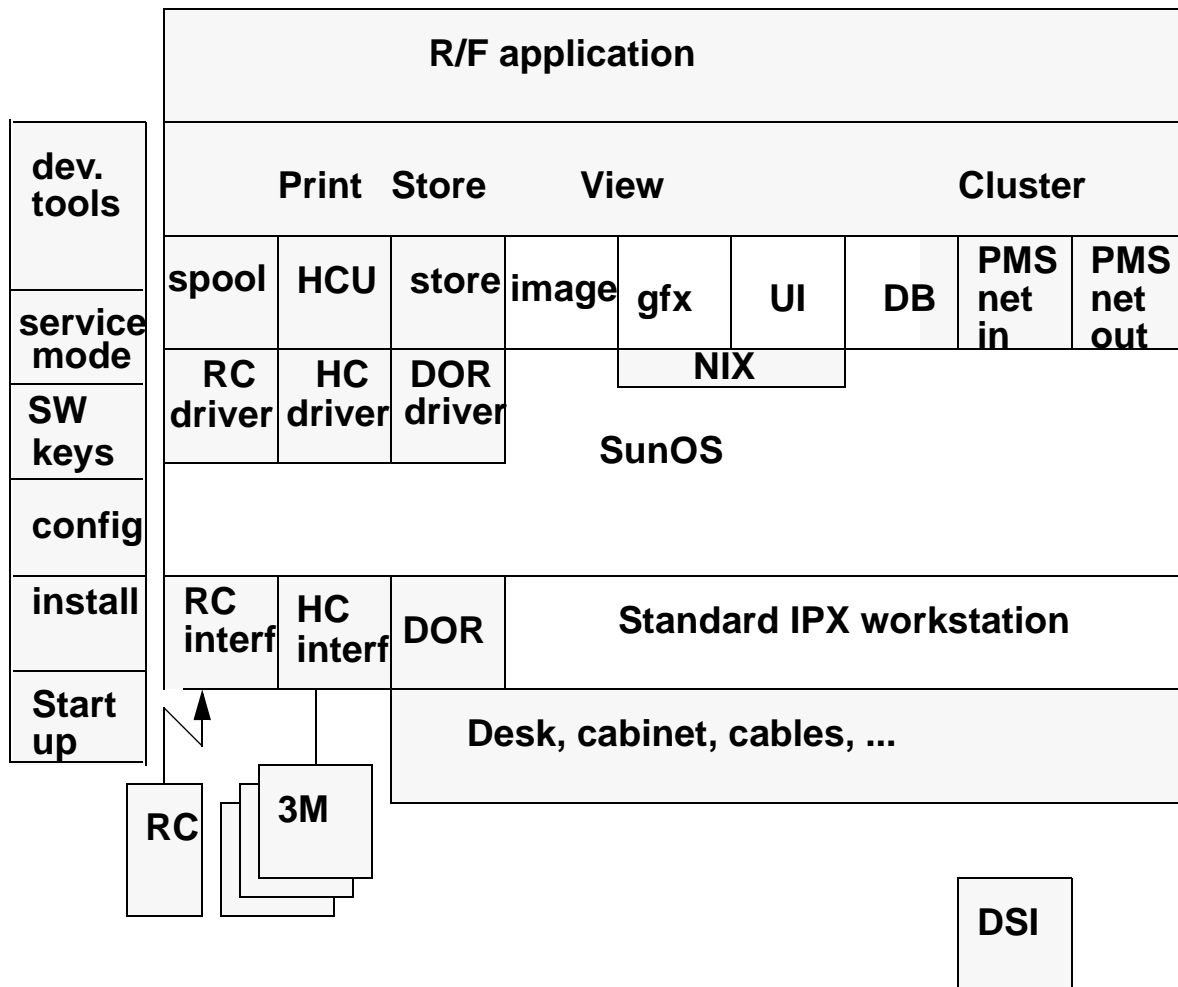 R/F application
dev.
tools
Print Store View Cluster
spool
HCU
store
image
gfx
UI
DB
PMS
net
in
PMS
net
out
service
mode
NIX
RC
driver
HC
driver
DOR
driver
SW
keys
SunOS
config
install
RC
interf
HC
interf
DOR
Standard IPX workstation
Start
up
Desk, cabinet, cables, ...
RC
3M
DSI